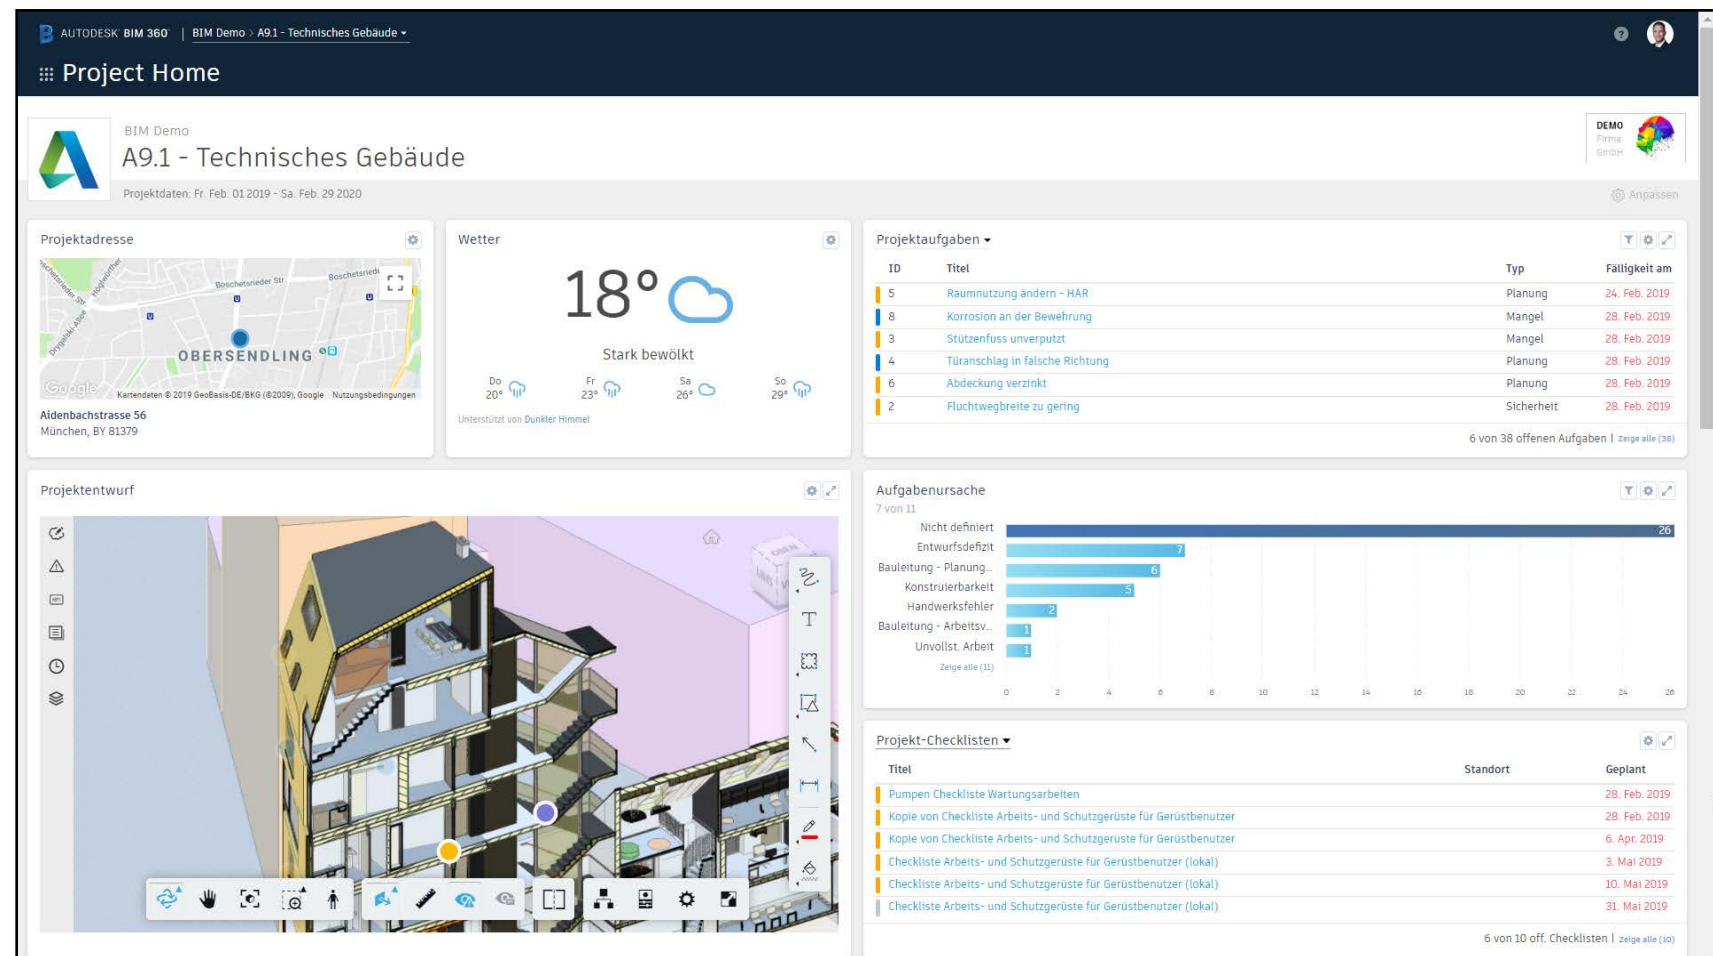 AUTODESK® BIM 360® | BIM Demo > A9.1 - Technisches Gebäude
Project Home
BIM Demo
A9.1 - Technisches Gebäude
DEMO
Firma
GmbH
Projektdaten: Fr. Feb. 01 2019 - Sa. Feb. 29 2020
Anpassen
Projektadresse
Boschetsrieder Str.
OBERSENDLING
Google
Kartendaten © 2019 GeoBasis-DE/BKG (©2009), Google Nutzungsbedingungen
Aidenbachstrasse 56
München, BY 81379
Wetter
18°
Stark bewölkt
Do Fr Sa So
20° 23° 26° 29°
Unterstützt von Dunkler Himmel
Projektaufgaben
ID Titel Typ Fälligkeit am
5 Raumnutzung ändern - HAR Planung 24. Feb. 2019
8 Korrosion an der Bewehrung Mangel 28. Feb. 2019
3 Stützenfuss unverputzt Mangel 28. Feb. 2019
4 Türanschlag in falsche Richtung Planung 28. Feb. 2019
6 Abdeckung verzinkt Planung 28. Feb. 2019
2 Fluchtwegbreite zu gering Sicherheit 28. Feb. 2019
6 von 38 offenen Aufgaben | Zeige alle (38)
Projektentwurf
OBEN
LINKS
RFI
T
Aufgabenursache
7 von 11
Nicht definiert 26
Entwurfsdefizit 7
Bauleitung - Planung... 6
Konstruierbarkeit 5
Handwerksfehler 2
Bauleitung - Arbeitsv... 1
Unvollst. Arbeit 1
Zeige alle (11)
0 2 4 6 8 10 12 14 16 18 20 22 24 26
Projekt-Checklisten
Titel Standort Geplant
Pumpen Checkliste Wartungsarbeiten 28. Feb. 2019
Kopie von Checkliste Arbeits- und Schutzgerüste für Gerüstbenutzer 28. Feb. 2019
Kopie von Checkliste Arbeits- und Schutzgerüste für Gerüstbenutzer 6. Apr. 2019
Checkliste Arbeits- und Schutzgerüste für Gerüstbenutzer (lokal) 3. Mai 2019
Checkliste Arbeits- und Schutzgerüste für Gerüstbenutzer (lokal) 10. Mai 2019
Checkliste Arbeits- und Schutzgerüste für Gerüstbenutzer (lokal) 31. Mai 2019
6 von 10 off. Checklisten | Zeige alle (10)